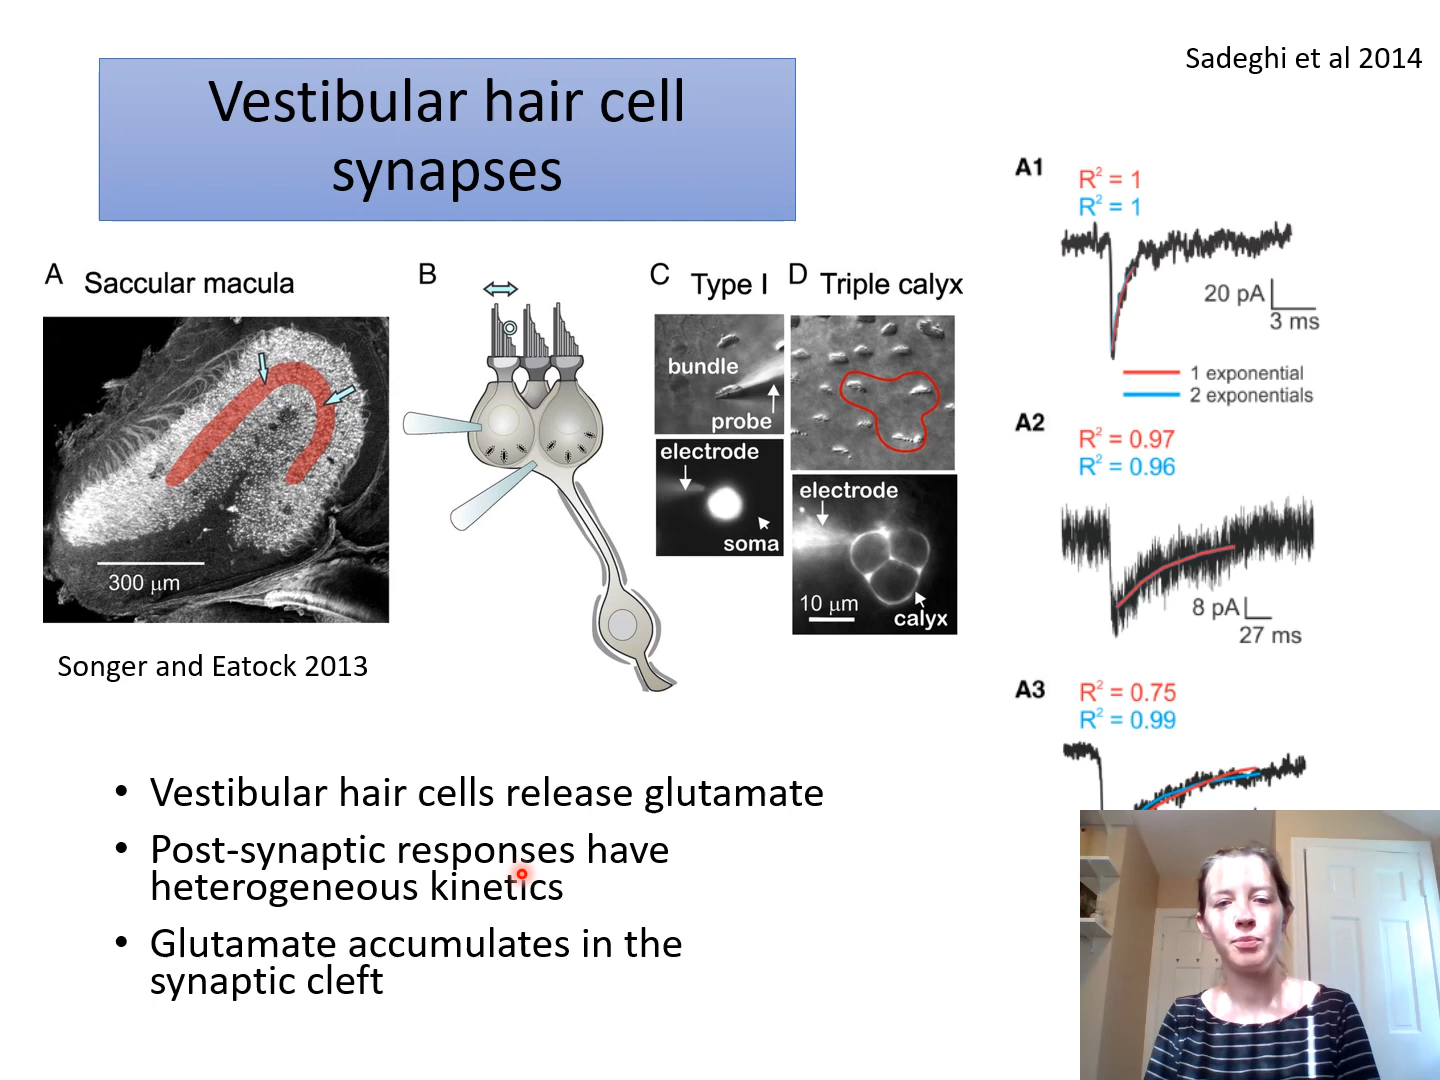 Sadeghi et al 2014
Vestibular hair cell
synapses
A Saccular macula
300 µm
B
C Type I
bundle
probe
electrode
soma
D Triple calyx
electrode
10 µm
calyx
Songer and Eatock 2013
A1
R² = 1
R² = 1
20 pA
3 ms
1 exponential
2 exponentials
A2
R² = 0.97
R² = 0.96
8 pA
27 ms
A3
R² = 0.75
R² = 0.99
• Vestibular hair cells release glutamate
• Post-synaptic responses have
heterogeneous kinetics
• Glutamate accumulates in the
synaptic cleft